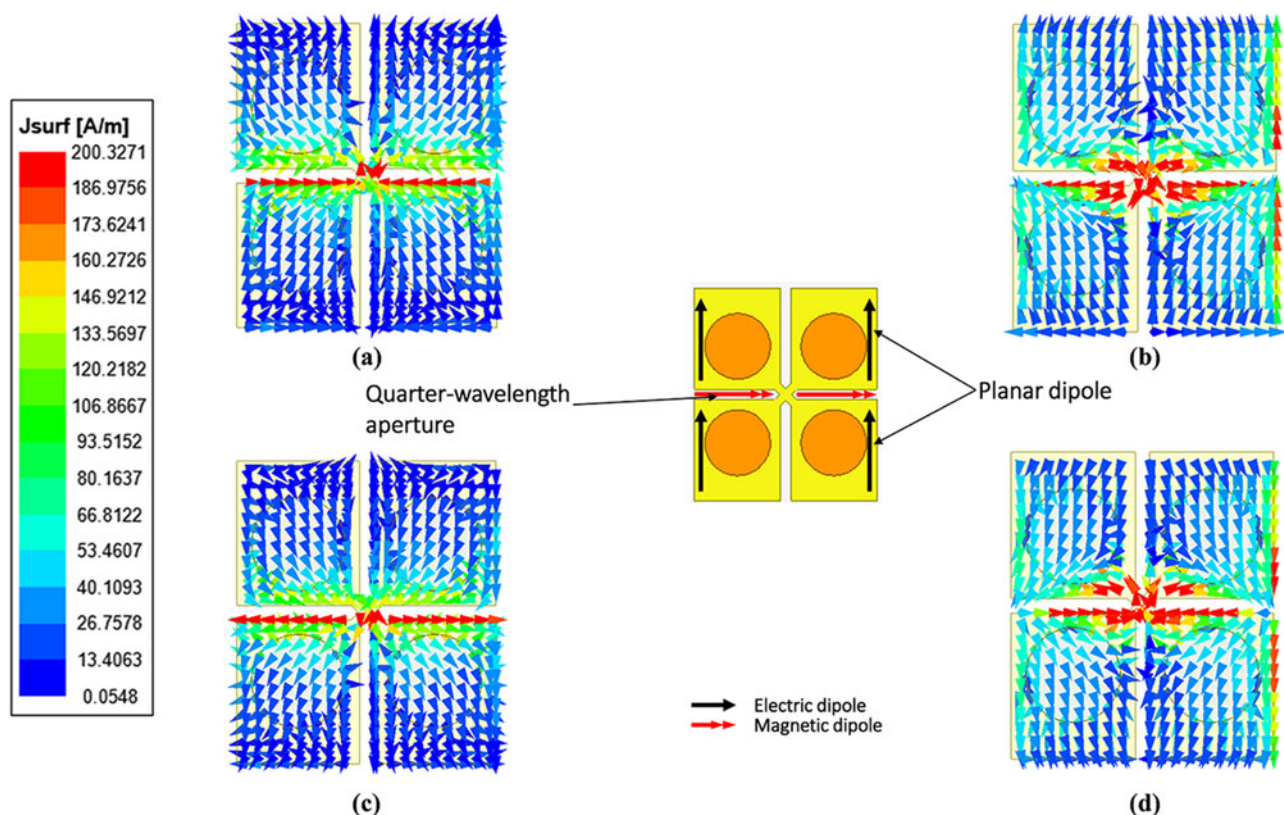 Jsurf [A/m]
200.3271
186.9756
173.6241
160.2726
146.9212
133.5697
120.2182
106.8667
93.5152
80.1637
66.8122
53.4607
40.1093
26.7578
13.4063
0.0548
(a)
(b)
Quarter-wavelength
aperture
Planar dipole
Electric dipole
Magnetic dipole
(c)
(d)